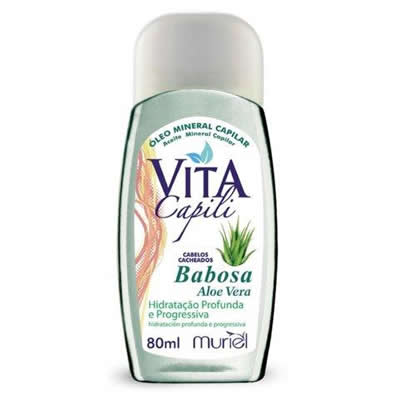 ÓLEO MINERAL CAPILAR
Aceite Mineral Capilar
VITA
Capili
CABELOS
CACHEADOS
Babosa
Aloe Vera
Hidratação Profunda
e Progressiva
hidratación profunda e progressiva
80ml muriel